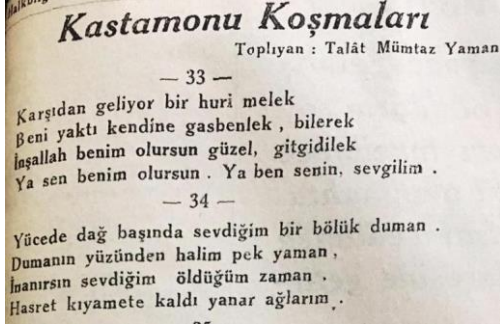 Kastamonu Koşmaları
Toplıyan : Talât Mümtaz Yaman
— 33 —
Karşıdan geliyor bir huri melek
Beni yaktı kendine gasbenlek , bilerek
İnşallah benim olursun güzel, gitgidilek
Ya sen benim olursun . Ya ben senin, sevgilim .
— 34 —
Yücede dağ başında sevdiğim bir bölük duman .
Dumanın yüzünden halim pek yaman ,
İnanırsın sevdiğim öldüğüm zaman .
Hasret kıyamete kaldı yanar ağlarım .